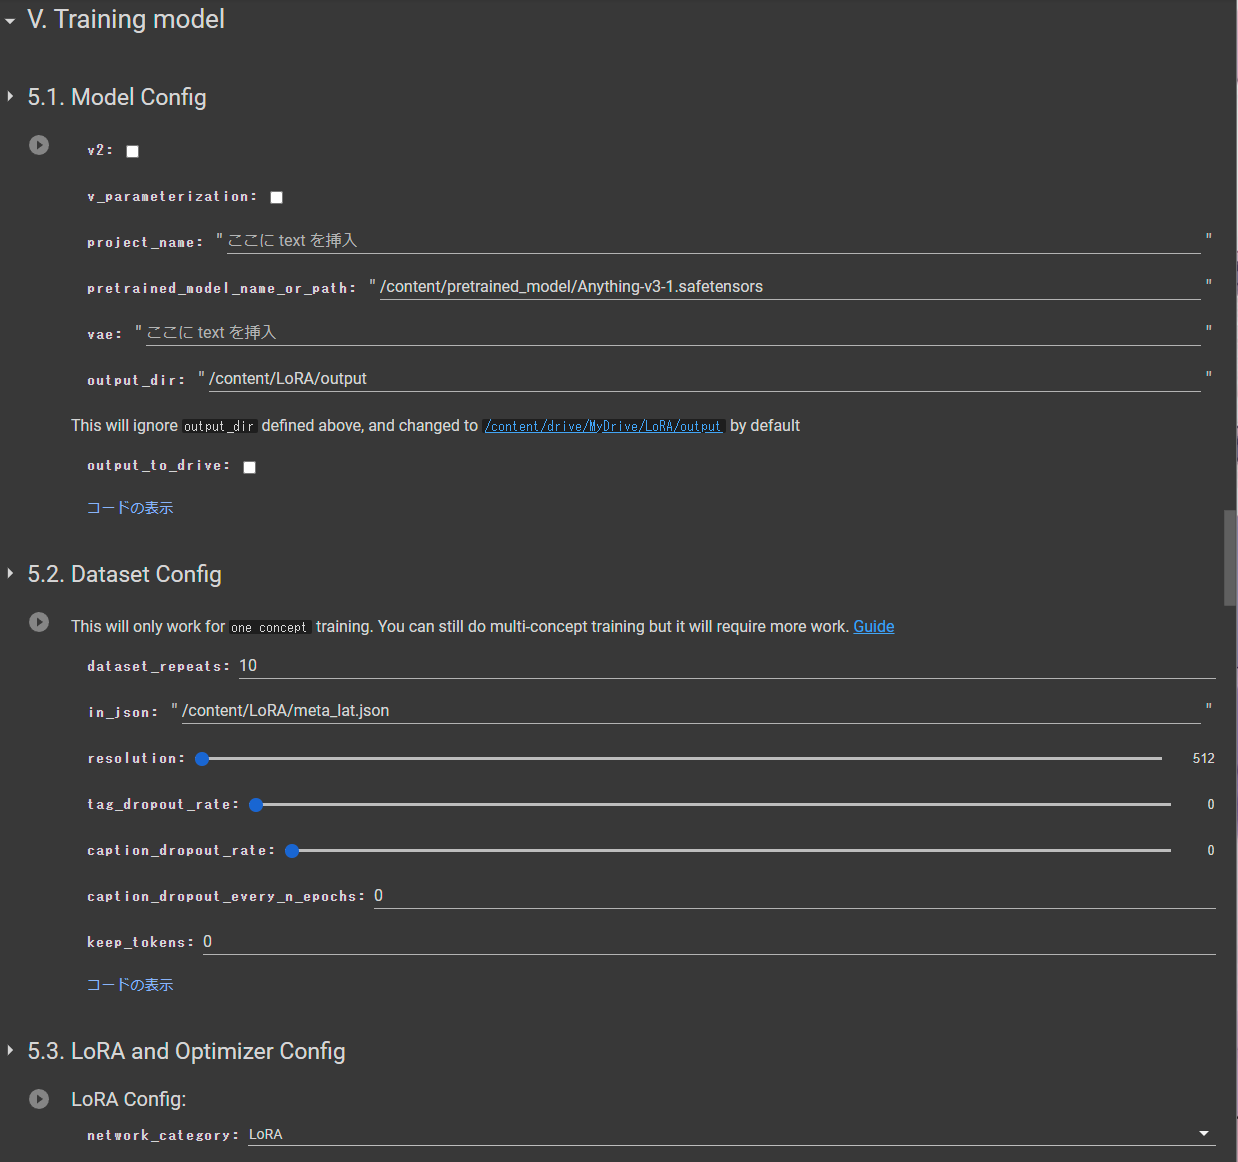 V. Training model
5.1. Model Config
v2:
v_parameterization:
project_name: " ここに text を挿入 "
pretrained_model_name_or_path: " /content/pretrained_model/Anything-v3-1.safetensors "
vae: " ここに text を挿入 "
output_dir: " /content/LoRA/output "
This will ignore output_dir defined above, and changed to /content/drive/MyDrive/LoRA/output by default
output_to_drive:
コードの表示
5.2. Dataset Config
This will only work for one concept training. You can still do multi-concept training but it will require more work. Guide
dataset_repeats: 10
in_json: " /content/LoRA/meta_lat.json "
resolution: 512
tag_dropout_rate: 0
caption_dropout_rate: 0
caption_dropout_every_n_epochs: 0
keep_tokens: 0
コードの表示
5.3. LoRA and Optimizer Config
LoRA Config:
network_category: LoRA